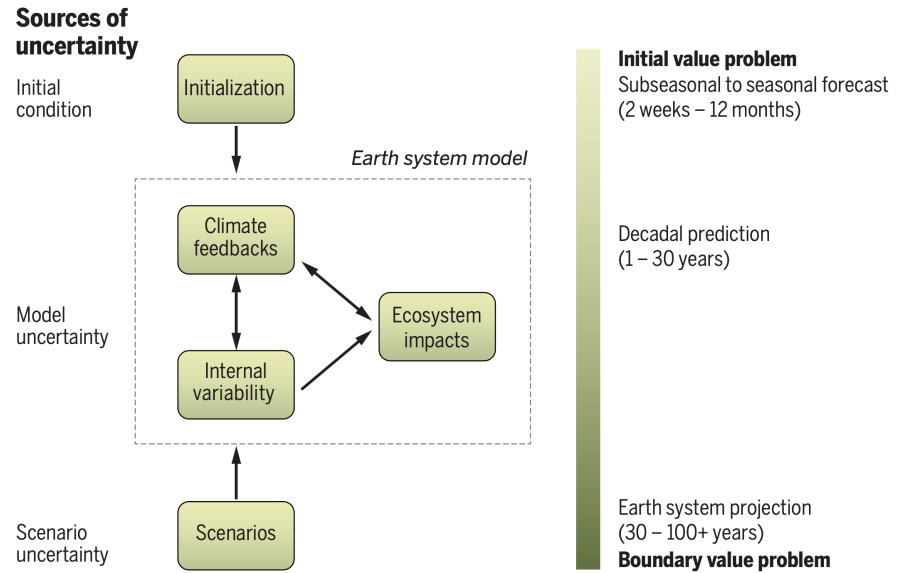 Sources of
uncertainty
Initial
condition
Initialization
Earth system model
Climate
feedbacks
Model
uncertainty
Ecosystem
impacts
Internal
variability
Scenario
uncertainty
Scenarios
Initial value problem
Subseasonal to seasonal forecast
(2 weeks – 12 months)
Decadal prediction
(1 – 30 years)
Earth system projection
(30 – 100+ years)
Boundary value problem